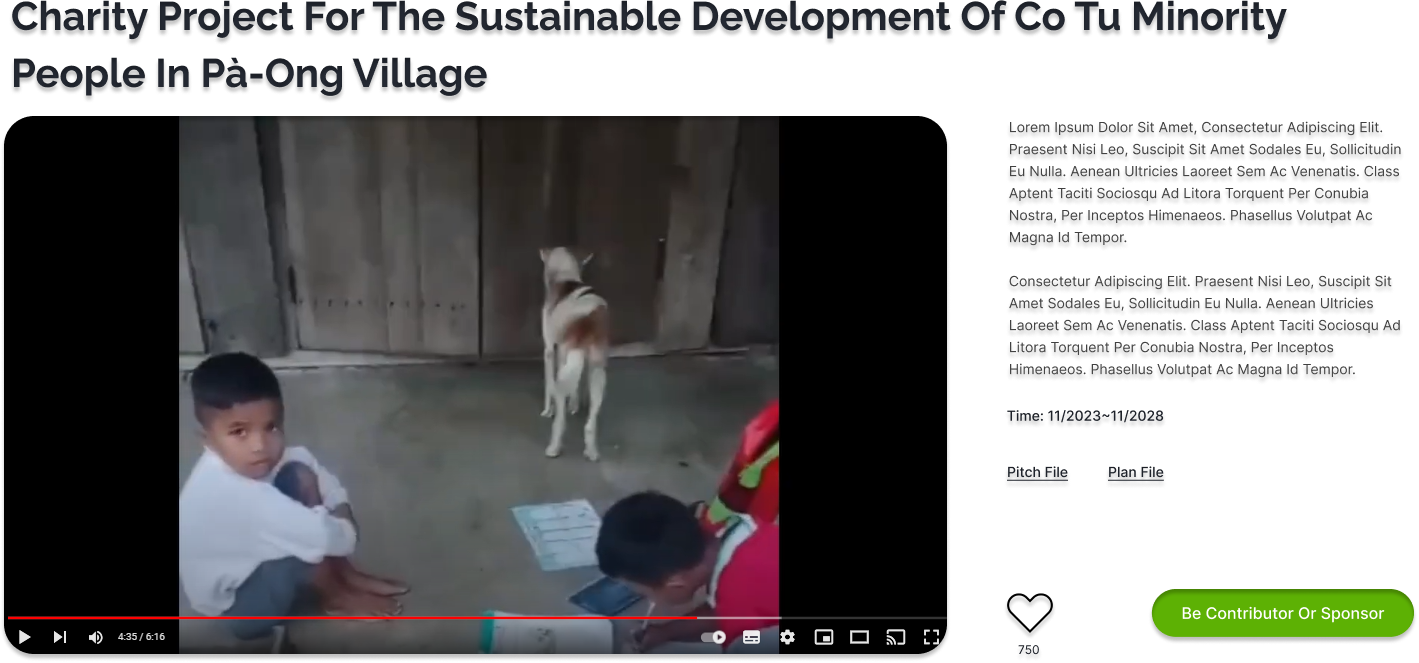 Charity Project For The Sustainable Development Of Co Tu Minority
People In Pà-Ong Village
Lorem Ipsum Dolor Sit Amet, Consectetur Adipiscing Elit.
Praesent Nisi Leo, Suscipit Sit Amet Sodales Eu, Sollicitudin
Eu Nulla. Aenean Ultricies Laoreet Sem Ac Venenatis. Class
Aptent Taciti Sociosqu Ad Litora Torquent Per Conubia
Nostra, Per Inceptos Himenaeos. Phasellus Volutpat Ac
Magna Id Tempor.
Consectetur Adipiscing Elit. Praesent Nisi Leo, Suscipit Sit
Amet Sodales Eu, Sollicitudin Eu Nulla. Aenean Ultricies
Laoreet Sem Ac Venenatis. Class Aptent Taciti Sociosqu Ad
Litora Torquent Per Conubia Nostra, Per Inceptos
Himenaeos. Phasellus Volutpat Ac Magna Id Tempor.
Time: 11/2023~11/2028
Pitch File Plan File
4:35 / 6:16
Be Contributor Or Sponsor
750